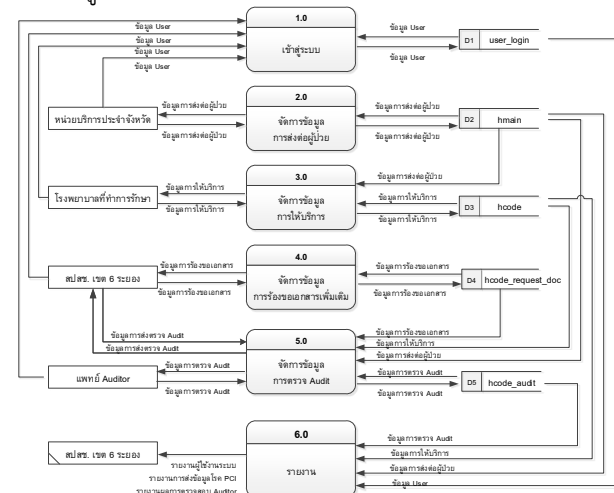 1.0
เข้าสู่ระบบ
ข้อมูล User
ข้อมูล User
ข้อมูล User
ข้อมูล User
ข้อมูล User
ข้อมูล User
D1 user_login
2.0
จัดการข้อมูล
การส่งต่อผู้ป่วย
หน่วยบริการประจำจังหวัด
ข้อมูลการส่งต่อผู้ป่วย
ข้อมูลการส่งต่อผู้ป่วย
ข้อมูลการส่งต่อผู้ป่วย
ข้อมูลการส่งต่อผู้ป่วย
D2 hmain
ข้อมูลการส่งต่อผู้ป่วย
3.0
จัดการข้อมูล
การให้บริการ
โรงพยาบาลที่ทำการรักษา
ข้อมูลการให้บริการ
ข้อมูลการให้บริการ
ข้อมูลการให้บริการ
ข้อมูลการให้บริการ
D3 hcode
4.0
จัดการข้อมูล
การร้องขอเอกสารเพิ่มเติม
สปสช. เขต 6 ระยอง
ข้อมูลการร้องขอเอกสาร
ข้อมูลการร้องขอเอกสาร
ข้อมูลการร้องขอเอกสาร
ข้อมูลการร้องขอเอกสาร
D4 hcode_request_doc
5.0
จัดการข้อมูล
การตรวจ Audit
ข้อมูลการส่งตรวจ Audit
ข้อมูลการส่งตรวจ Audit
ข้อมูลการร้องขอเอกสาร
ข้อมูลการให้บริการ
ข้อมูลการส่งต่อผู้ป่วย
แพทย์ Auditor
ข้อมูลการตรวจ Audit
ข้อมูลการตรวจ Audit
ข้อมูลการตรวจ Audit
ข้อมูลการตรวจ Audit
D5 hcode_audit
6.0
รายงาน
สปสช. เขต 6 ระยอง
รายงานผู้ใช้งานระบบ
รายงานการส่งข้อมูลโรค PCI
รายงานผลการตรวจสอบ Auditor
ข้อมูลการตรวจ Audit
ข้อมูลการให้บริการ
ข้อมูลการส่งต่อผู้ป่วย
ข้อมูล User